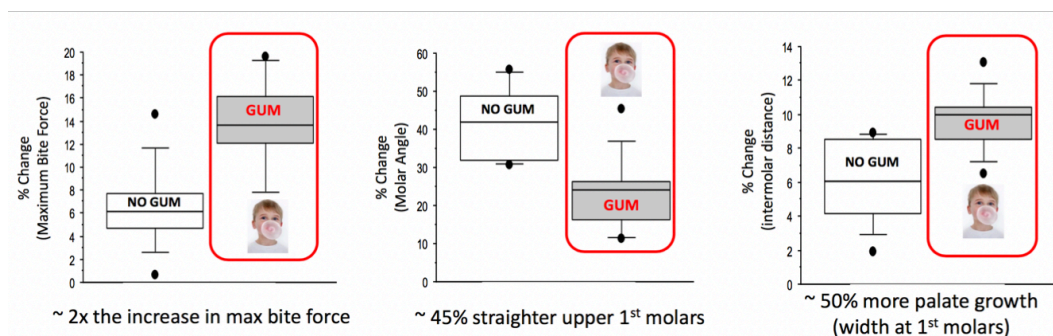 % Change
(Maximum Bite Force)
20
18
16
14
12
10
8
6
4
2
0
NO GUM
GUM
~ 2x the increase in max bite force
% Change
(Molar Angle)
60
50
40
30
20
10
0
NO GUM
GUM
~ 45% straighter upper 1st molars
% Change
(intermolar distance)
14
12
10
8
6
4
2
0
NO GUM
GUM
~ 50% more palate growth
(width at 1st molars)